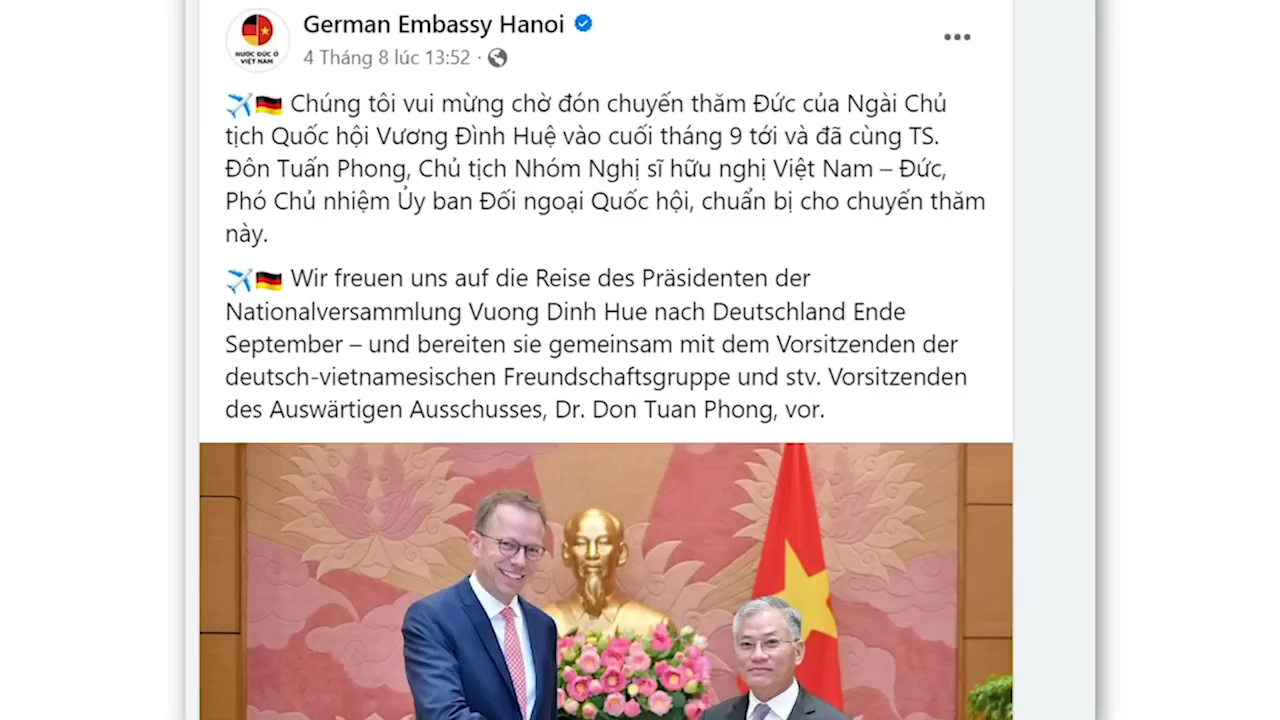 German Embassy Hanoi
NƯỚC ĐỨC Ở
VIỆT NAM
4 Tháng 8 lúc 13:52 ·
Chúng tôi vui mừng chờ đón chuyến thăm Đức của Ngài Chủ
tịch Quốc hội Vương Đình Huệ vào cuối tháng 9 tới và đã cùng TS.
Đôn Tuấn Phong, Chủ tịch Nhóm Nghị sĩ hữu nghị Việt Nam – Đức,
Phó Chủ nhiệm Ủy ban Đối ngoại Quốc hội, chuẩn bị cho chuyến thăm
này.
Wir freuen uns auf die Reise des Präsidenten der
Nationalversammlung Vuong Dinh Hue nach Deutschland Ende
September – und bereiten sie gemeinsam mit dem Vorsitzenden der
deutsch-vietnamesischen Freundschaftsgruppe und stv. Vorsitzenden
des Auswärtigen Ausschusses, Dr. Don Tuan Phong, vor.